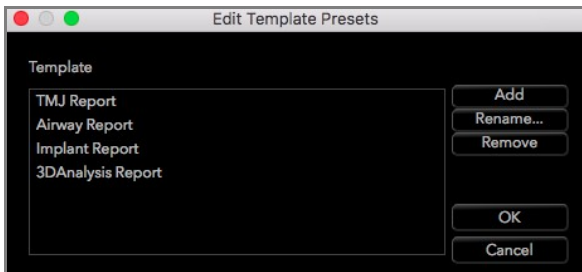 Edit Template Presets
Template
TMJ Report
Airway Report
Implant Report
3DAnalysis Report
Add
Rename...
Remove
OK
Cancel